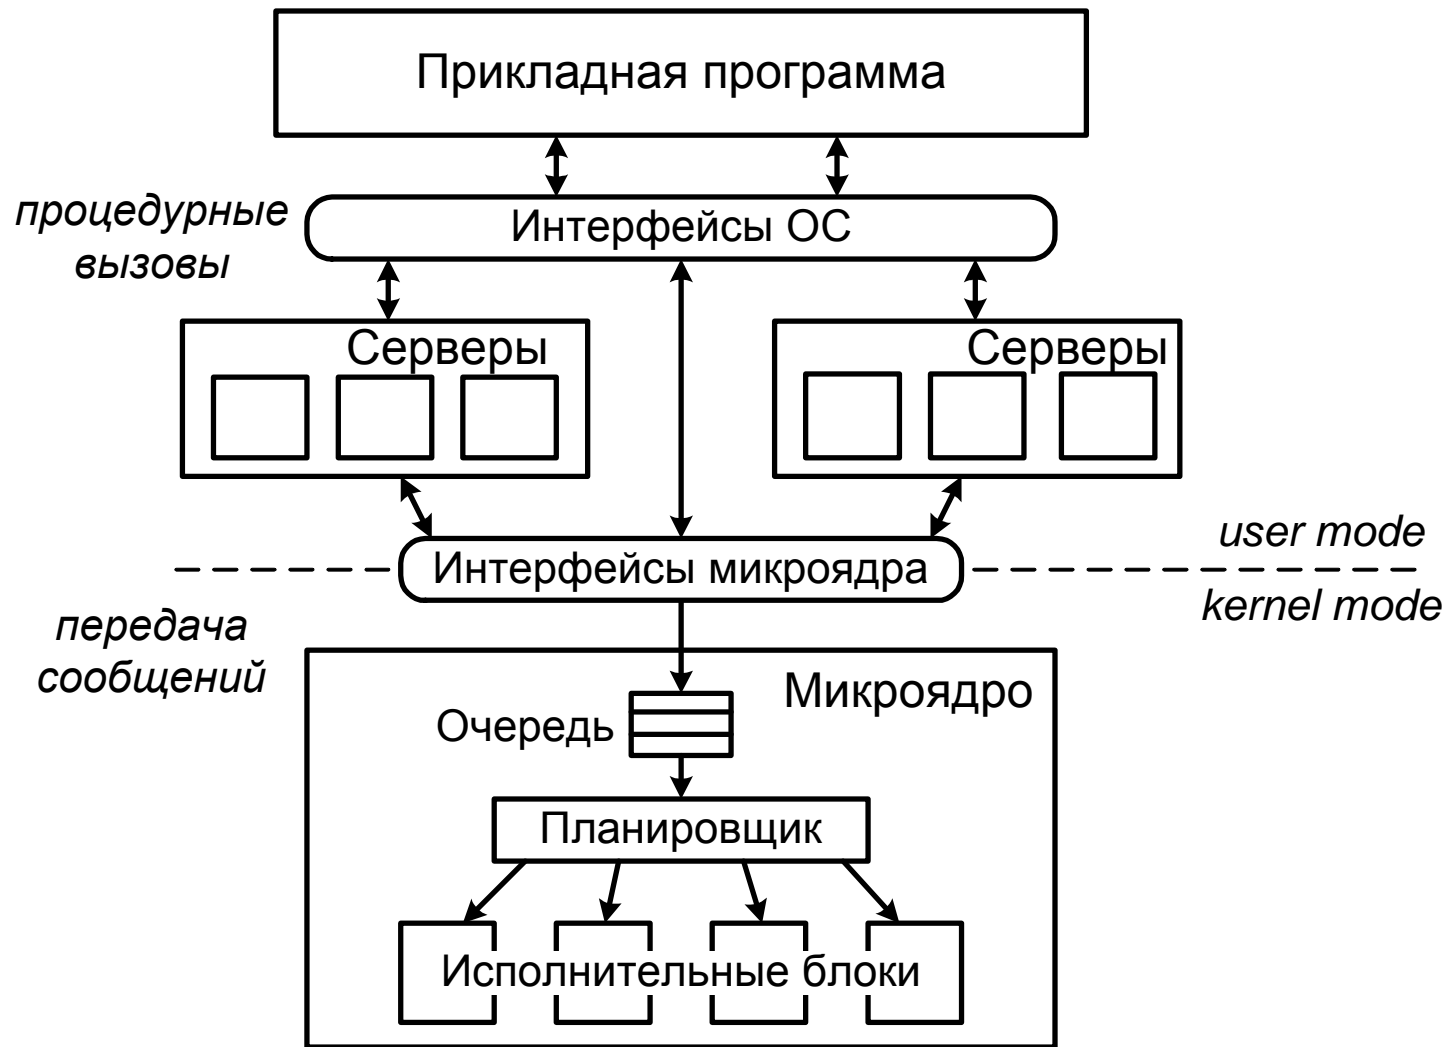 Прикладная программа
процедурные
вызовы
Интерфейсы ОС
Серверы
Серверы
user mode
Интерфейсы микроядра
kernel mode
передача
сообщений
Микроядро
Очередь
Планировщик
Исполнительные блоки